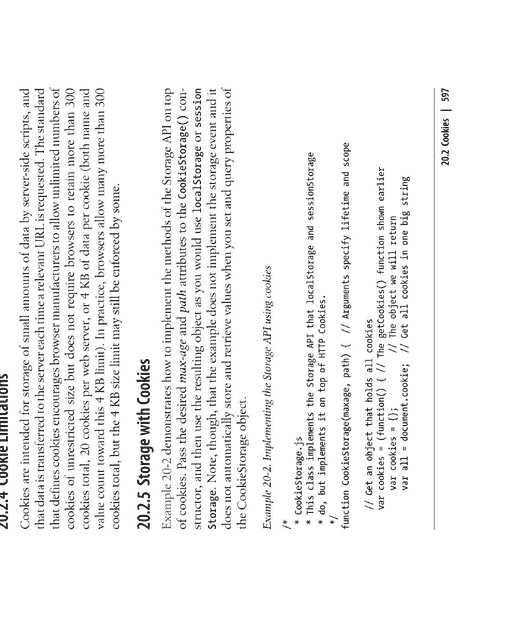 20.2.4 Cookie Limitations
Cookies are intended for storage of small amounts of data by server-side scripts, and
that data is transferred to the server each time a relevant URL is requested. The standard
that defines cookies encourages browser manufacturers to allow unlimited numbers of
cookies of unrestricted size but does not require browsers to retain more than 300
cookies total, 20 cookies per web server, or 4 KB of data per cookie (both name and
value count toward this 4 KB limit). In practice, browsers allow many more than 300
cookies total, but the 4 KB size limit may still be enforced by some.
20.2.5 Storage with Cookies
Example 20-2 demonstrates how to implement the methods of the Storage API on top
of cookies. Pass the desired max-age and path attributes to the CookieStorage() con-
structor, and then use the resulting object as you would use localStorage or session
Storage. Note, though, that the example does not implement the storage event and it
does not automatically store and retrieve values when you set and query properties of
the CookieStorage object.
Example 20-2. Implementing the Storage API using cookies
/*
 * CookieStorage.js
 * This class implements the Storage API that localStorage and sessionStorage
 * do, but implements it on top of HTTP Cookies.
 */
function CookieStorage(maxage, path) {  // Arguments specify lifetime and scope
    // Get an object that holds all cookies
    var cookies = (function() { // The getCookies() function shown earlier
        var cookies = {};           // The object we will return
        var all = document.cookie;  // Get all cookies in one big string
20.2 Cookies | 597